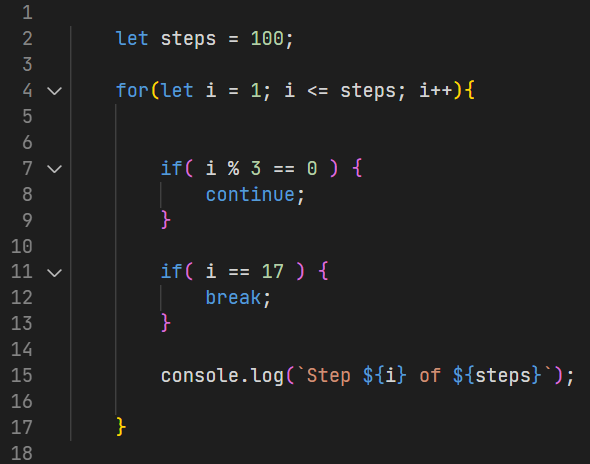 1
2 let steps = 100;
3
4 for(let i = 1; i <= steps; i++){
5
6
7 if( i % 3 == 0 ) {
8 continue;
9 }
10
11 if( i == 17 ) {
12 break;
13 }
14
15 console.log(`Step ${i} of ${steps}`);
16
17 }
18